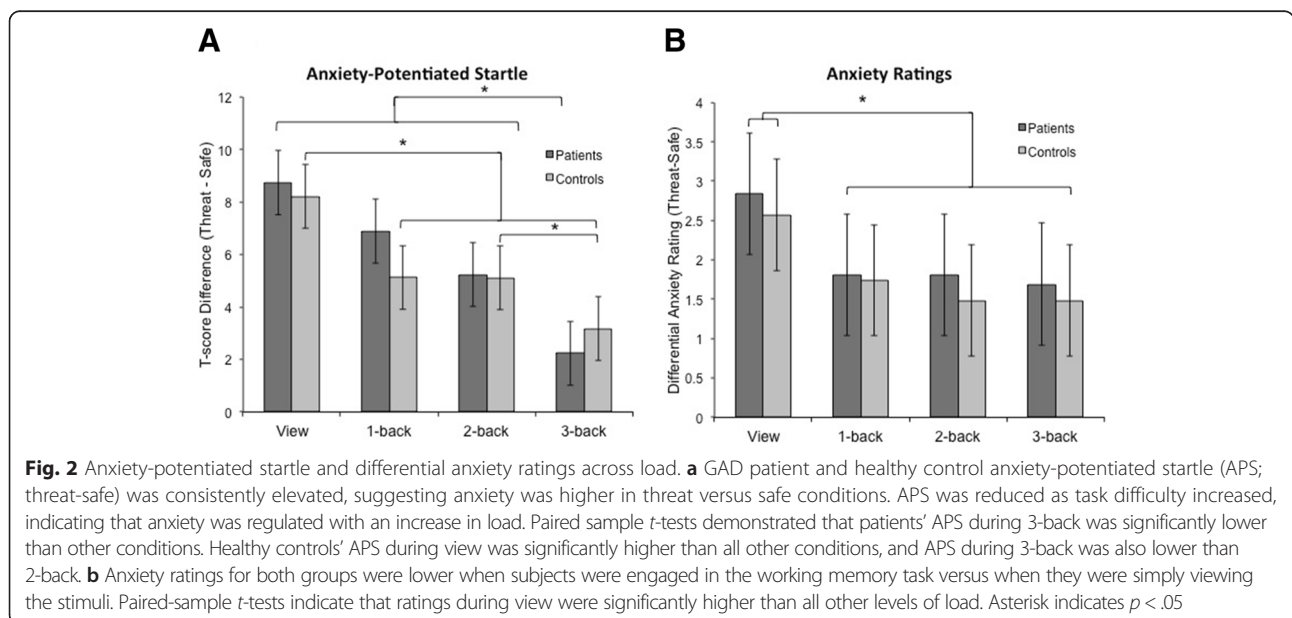 A
B
Anxiety-Potentiated Startle
Anxiety Ratings
T-score Difference (Threat - Safe)
12
10
8
6
4
2
0
*
*
*
Patients
Controls
View
1-back
2-back
3-back
Differential Anxiety Rating (Threat-Safe)
4
3.5
3
2.5
2
1.5
1
0.5
0
*
Patients
Controls
View
1-back
2-back
3-back
Fig. 2 Anxiety-potentiated startle and differential anxiety ratings across load. a GAD patient and healthy control anxiety-potentiated startle (APS;
threat-safe) was consistently elevated, suggesting anxiety was higher in threat versus safe conditions. APS was reduced as task difficulty increased,
indicating that anxiety was regulated with an increase in load. Paired sample t-tests demonstrated that patients’ APS during 3-back was significantly lower
than other conditions. Healthy controls’ APS during view was significantly higher than all other conditions, and APS during 3-back was also lower than
2-back. b Anxiety ratings for both groups were lower when subjects were engaged in the working memory task versus when they were simply viewing
the stimuli. Paired-sample t-tests indicate that ratings during view were significantly higher than all other levels of load. Asterisk indicates p < .05